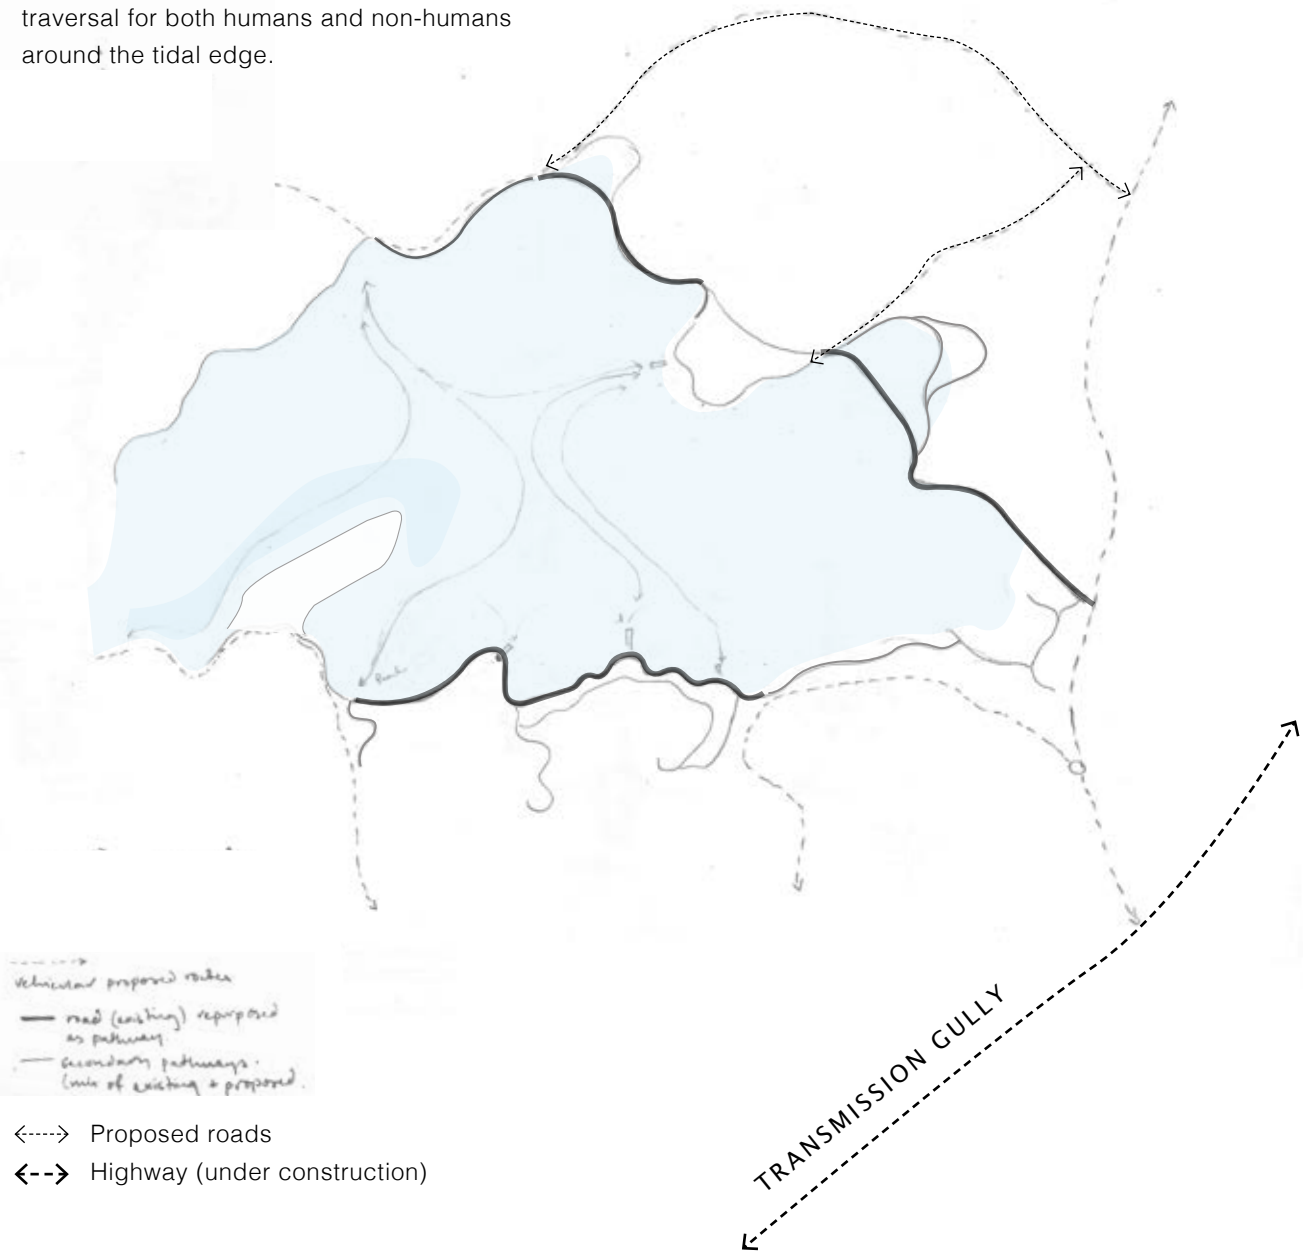 traversal for both humans and non-humans
around the tidal edge.
vehicular proposed routes
road (existing) repurposed
as pathway.
secondary pathways.
(mix of existing + proposed.
Proposed roads
Highway (under construction)
TRANSMISSION GULLY